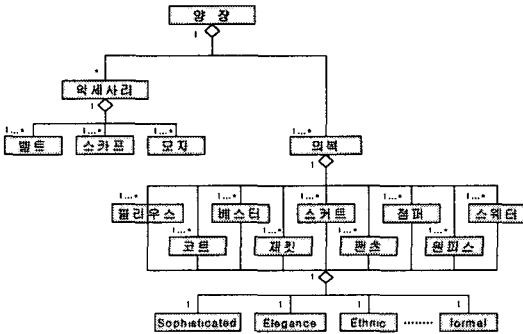 양 장
1
* 
악세사리
1
1...* 1...* 1...* 1...*
벨트 스카프 모자 의복
1
1...* 1...* 1...* 1...* 1...*
블라우스 베스터 스커트 점퍼 스웨터
1...* 1...* 1...* 1...*
코트 재킷 팬츠 원피스
1
1 1 1 1
Sophisticated Elegance Ethnic ········ formal